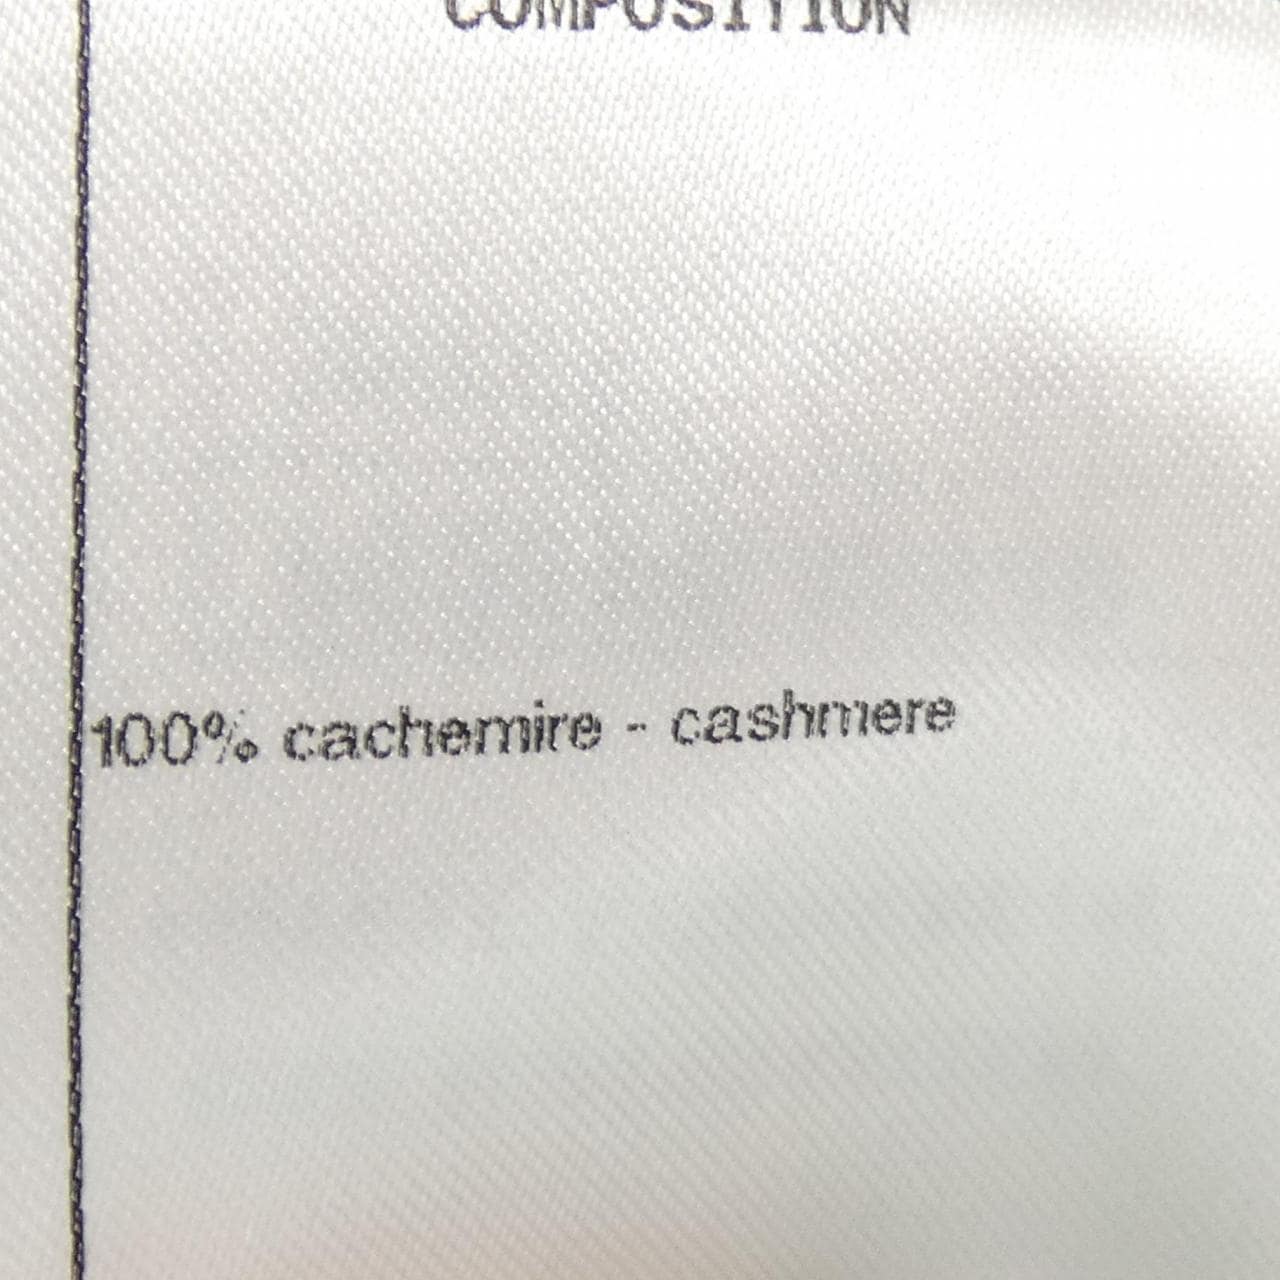 COMPOSITION
100% cachemire - cashmere